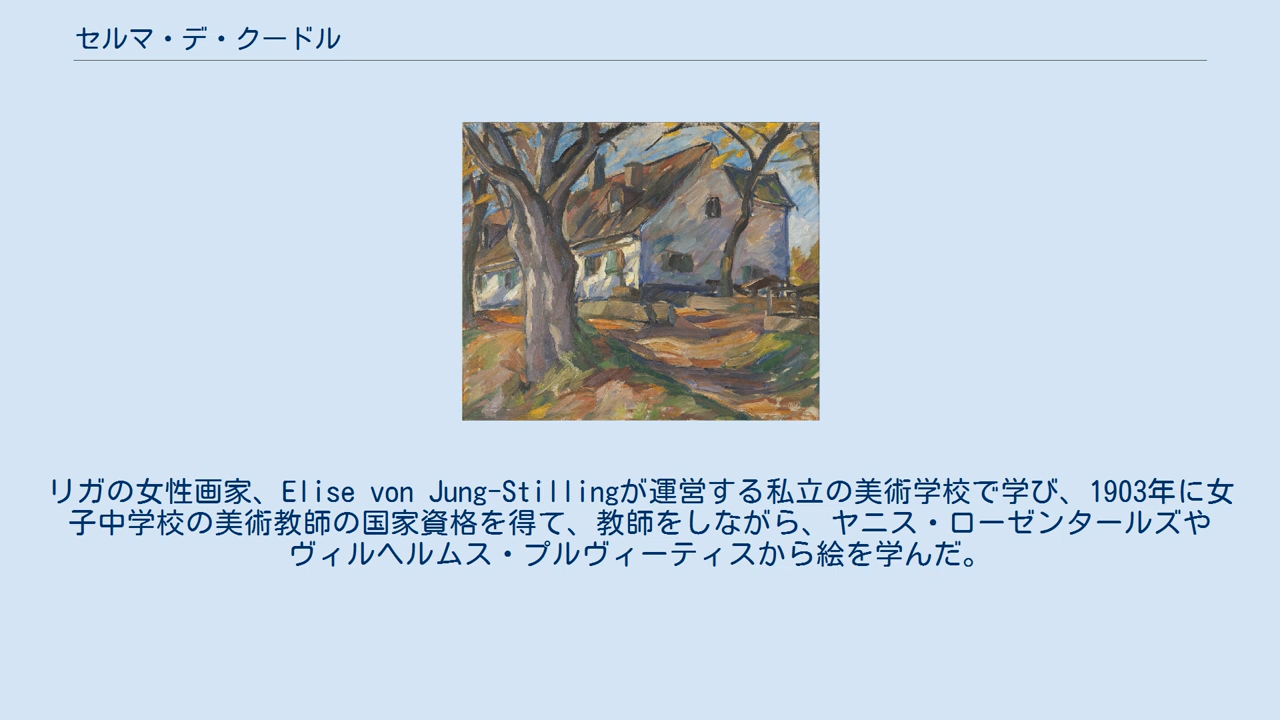 セルマ・デ・クードル
リガの女性画家、Elise von Jung-Stillingが運営する私立の美術学校で学び、1903年に女
子中学校の美術教師の国家資格を得て、教師をしながら、ヤニス・ローゼンタールズや
ヴィルヘルムス・プルヴィーティスから絵を学んだ。